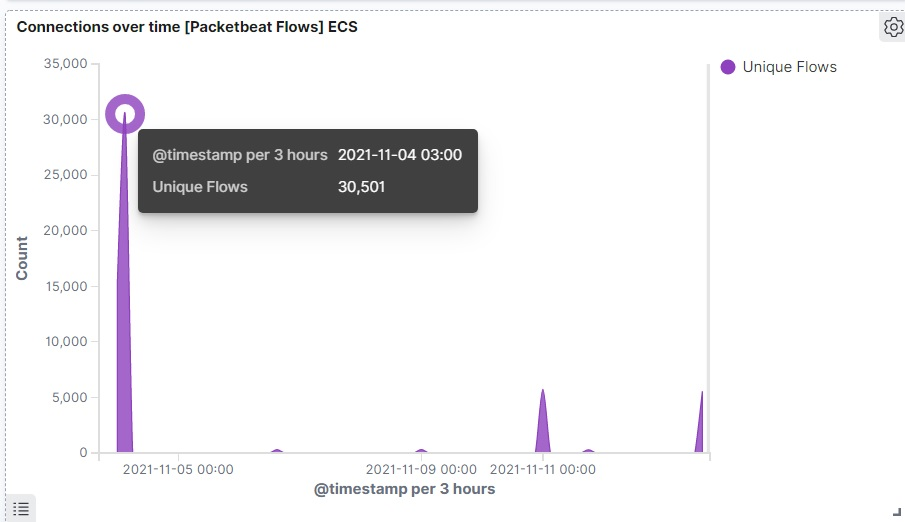 Connections over time [Packetbeat Flows] ECS
35,000
30,000
25,000
20,000
15,000
10,000
5,000
0
Count
@timestamp per 3 hours 2021-11-04 03:00
Unique Flows 30,501
Unique Flows
2021-11-05 00:00 2021-11-09 00:00 2021-11-11 00:00
@timestamp per 3 hours